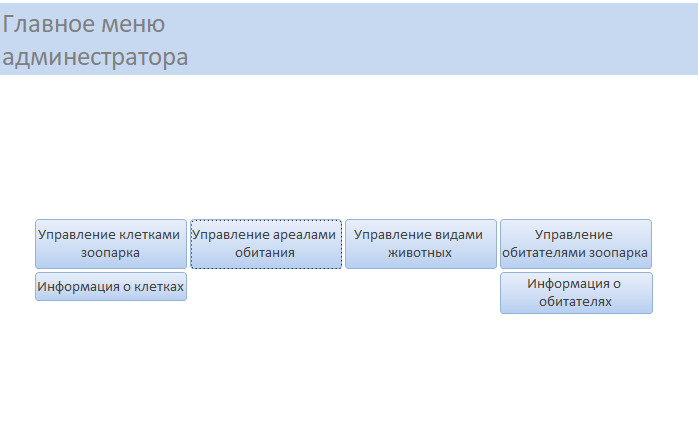 Главное меню
админестратора
Управление клетками
зоопарка
Управление ареалами
обитания
Управление видами
животных
Управление
обитателями зоопарка
Информация о клетках
Информация о
обитателях